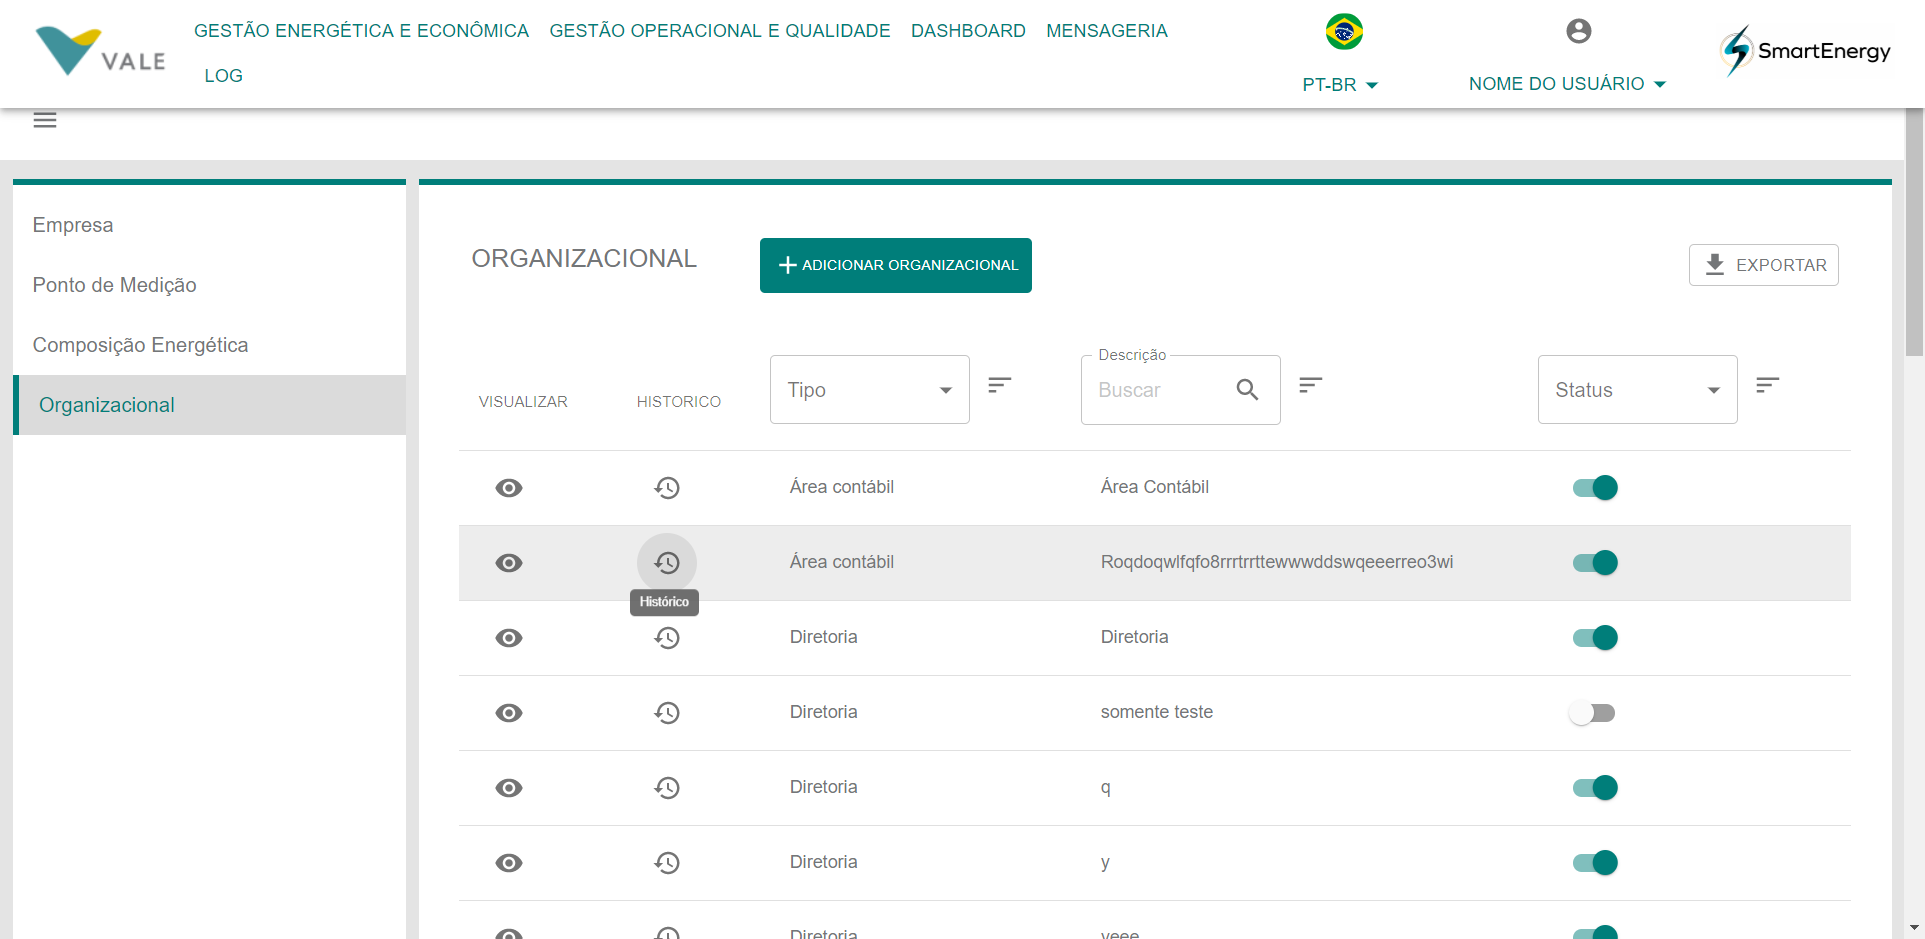 VALE
GESTÃO ENERGÉTICA E ECONÔMICA GESTÃO OPERACIONAL E QUALIDADE DASHBOARD MENSAGERIA
LOG
PT-BR
NOME DO USUÁRIO
SmartEnergy
Empresa
Ponto de Medição
Composição Energética
Organizacional
ORGANIZACIONAL
ADICIONAR ORGANIZACIONAL
EXPORTAR
VISUALIZAR HISTORICO Tipo Descrição Buscar Status
Área contábil Área Contábil
Área contábil Roqdoqwlfqfo8rrrtrrttewwwddswqeeerreo3wi
Histórico
Diretoria Diretoria
Diretoria somente teste
Diretoria q
Diretoria y
Diretoria yeee